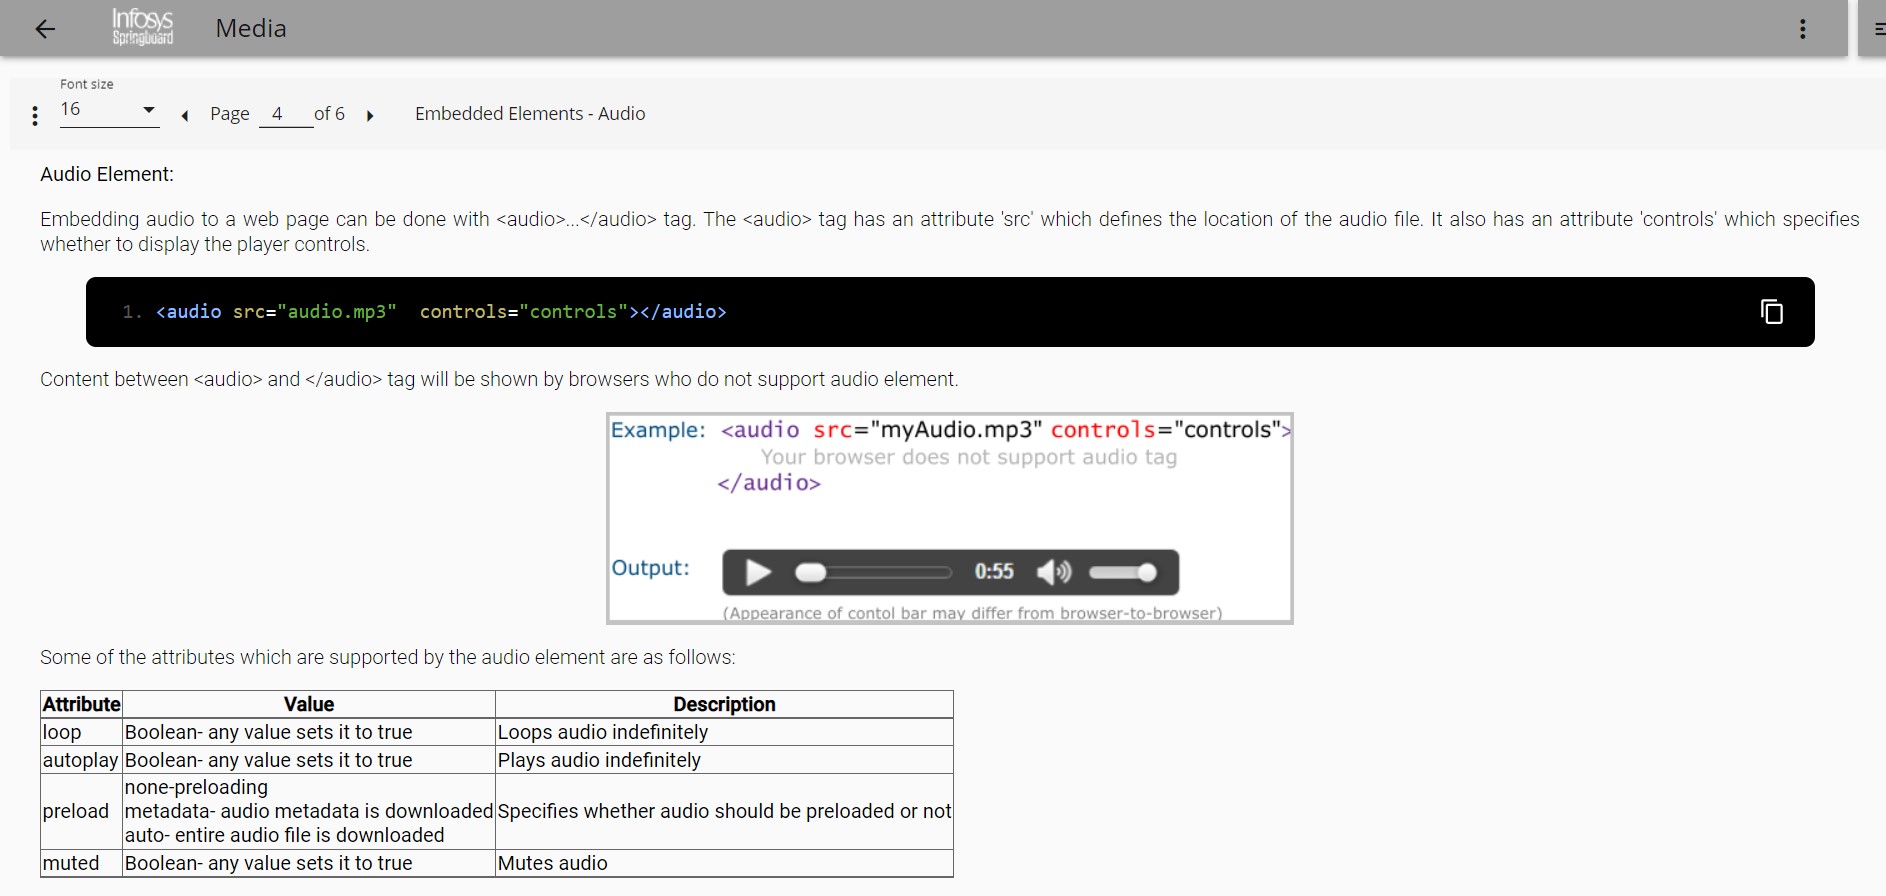 Infosys
Springboard
Media
Font size
16
Page 4 of 6
Embedded Elements - Audio
Audio Element:
Embedding audio to a web page can be done with <audio>...</audio> tag. The <audio> tag has an attribute 'src' which defines the location of the audio file. It also has an attribute 'controls' which specifies
whether to display the player controls.
1. <audio src="audio.mp3"  controls="controls"></audio>
Content between <audio> and </audio> tag will be shown by browsers who do not support audio element.
Example: <audio src="myAudio.mp3" controls="controls">
Your browser does not support audio tag
</audio>
Output: 0:55
(Appearance of contol bar may differ from browser-to-browser)
Some of the attributes which are supported by the audio element are as follows:
Attribute Value Description
loop Boolean- any value sets it to true Loops audio indefinitely
autoplay Boolean- any value sets it to true Plays audio indefinitely
none-preloading
preload metadata- audio metadata is downloaded Specifies whether audio should be preloaded or not
auto- entire audio file is downloaded
muted Boolean- any value sets it to true Mutes audio